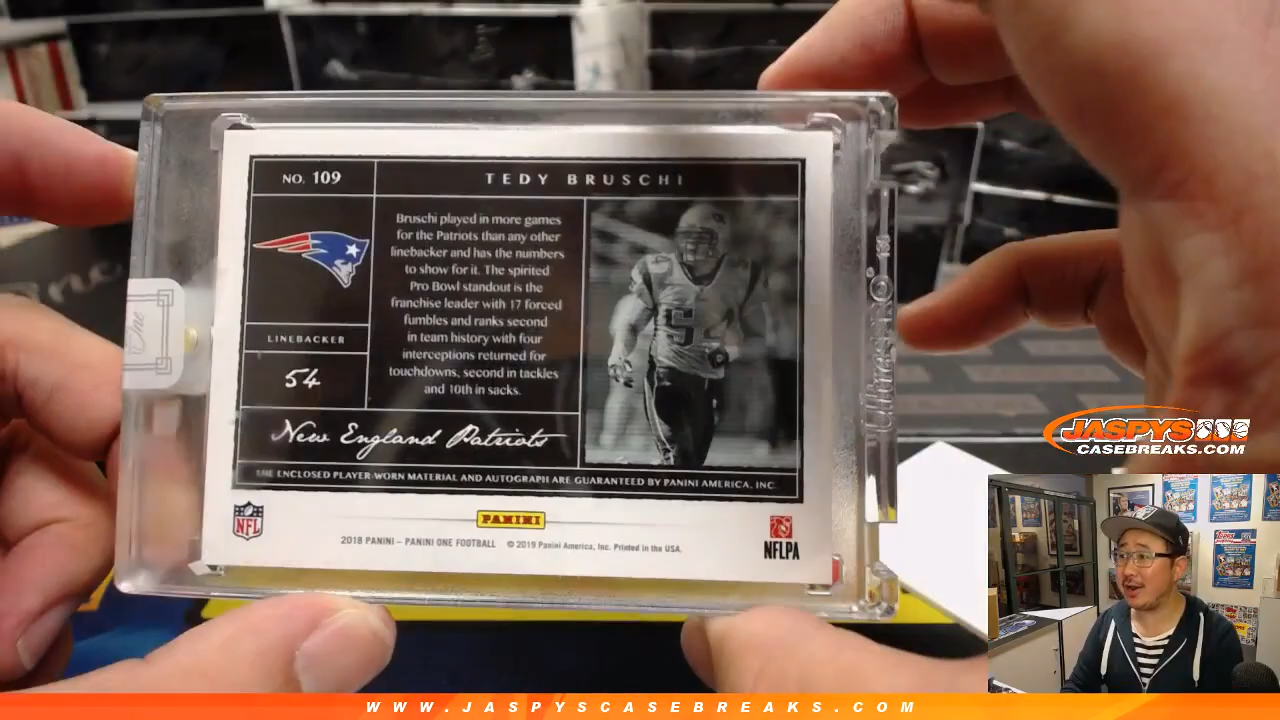 NO. 109
TEDY BRUSCHI
Bruschi played in more games
for the Patriots than any other
linebacker and has the numbers
to show for it. The spirited
Pro Bowl standout is the
franchise leader with 17 forced
fumbles and ranks second
in team history with four
interceptions returned for
touchdowns, second in tackles
and 10th in sacks.
LINEBACKER
54
New England Patriots
THE ENCLOSED PLAYER-WORN MATERIAL AND AUTOGRAPH ARE GUARANTEED BY PANINI AMERICA, INC.
NFL
PANINI
2018 PANINI – PANINI ONE FOOTBALL © 2019 Panini America, Inc. Printed in the USA.
NFLPA
One
JASPYS
CASEBREAKS.COM
WWW.JASPYSCASEBREAKS.COM